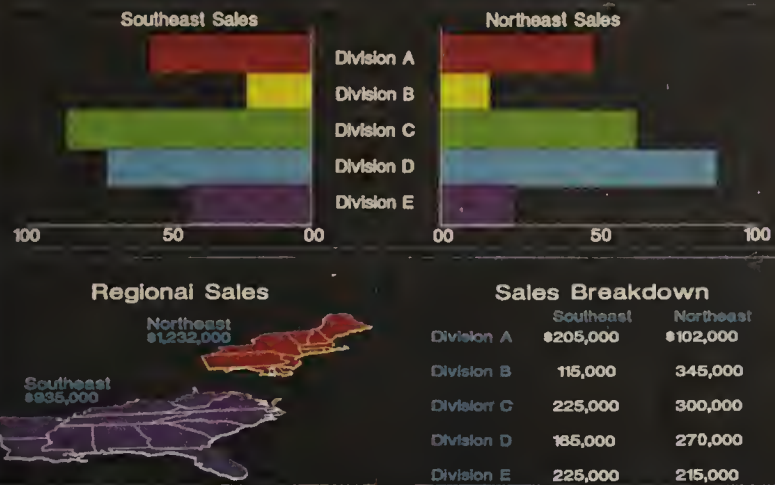 Southeast Sales
Northeast Sales
Division A
Division B
Division C
Division D
Division E
100 50 00
00 50 100
Regional Sales
Northeast
$1,232,000
Southeast
$935,000
Sales Breakdown
Southeast Northeast
Division A $205,000 $102,000
Division B 115,000 345,000
Division C 225,000 300,000
Division D 165,000 270,000
Division E 225,000 215,000